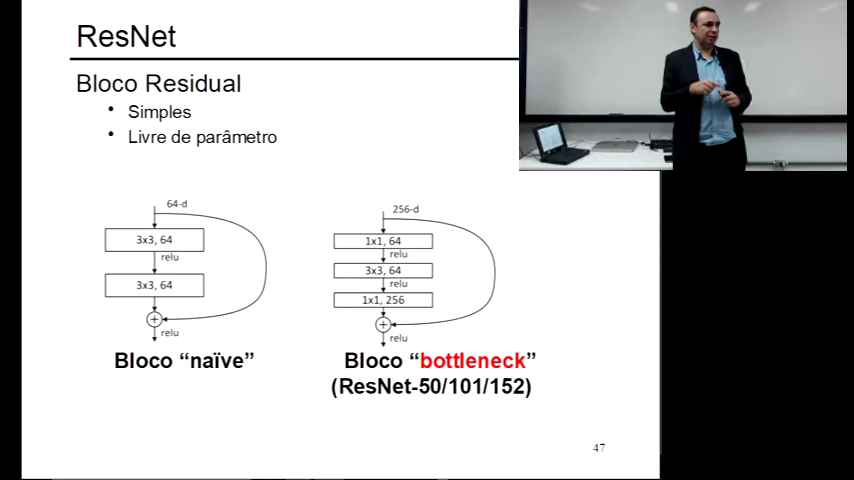 ResNet
Bloco Residual
• Simples
• Livre de parâmetro
64-d
3x3, 64
relu
3x3, 64
+
relu
Bloco “naïve”
256-d
1x1, 64
relu
3x3, 64
relu
1x1, 256
+
relu
Bloco “bottleneck”
(ResNet-50/101/152)
47